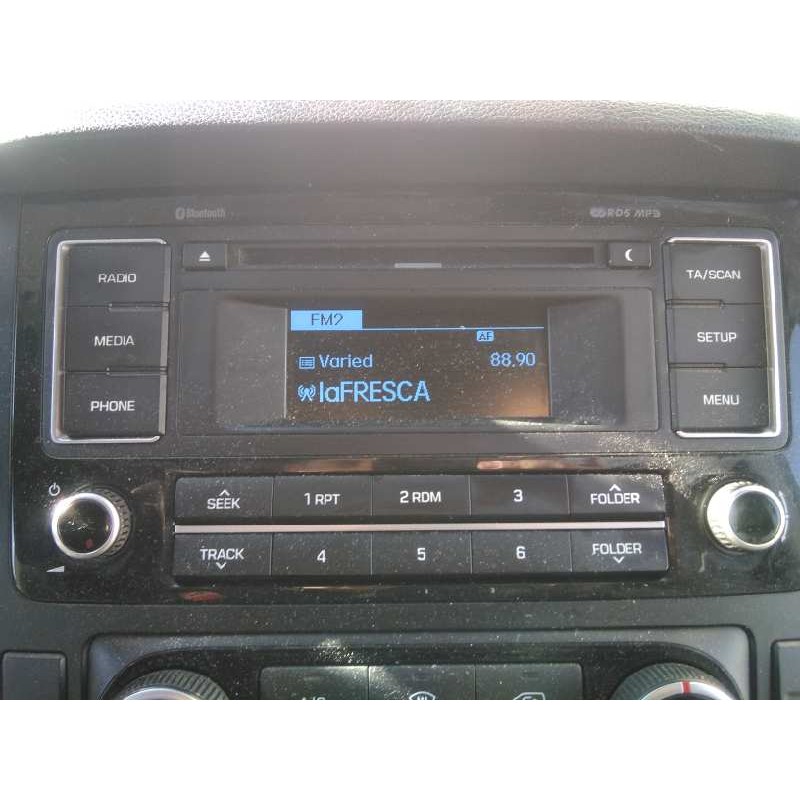 Bluetooth
RDS MP3
RADIO
TA/SCAN
FM2
AF
MEDIA
SETUP
Varied 88.90
PHONE
MENU
laFRESCA
SEEK 1 RPT 2 RDM 3 FOLDER
TRACK 4 5 6 FOLDER
A/C